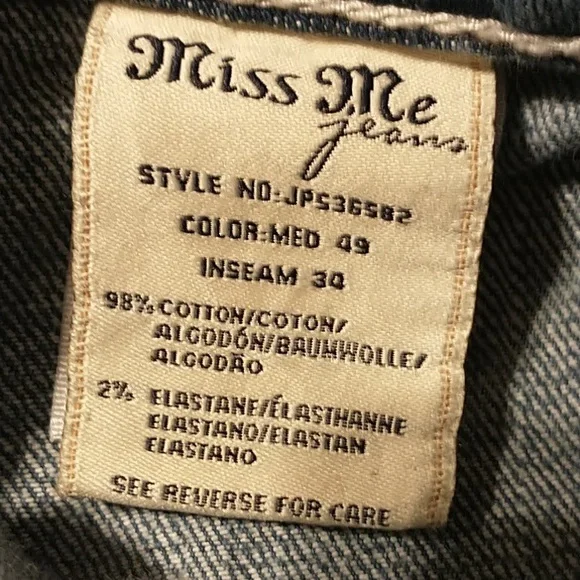 Miss Me
jeans
STYLE NO:JP536582
COLOR:MED 49
INSEAM 34
98% COTTON/COTON/
ALGODÓN/BAUMWOLLE/
ALGODÃO
2% ELASTANE/ÉLASTHANNE
ELASTANO/ELASTAN
ELASTANO
SEE REVERSE FOR CARE